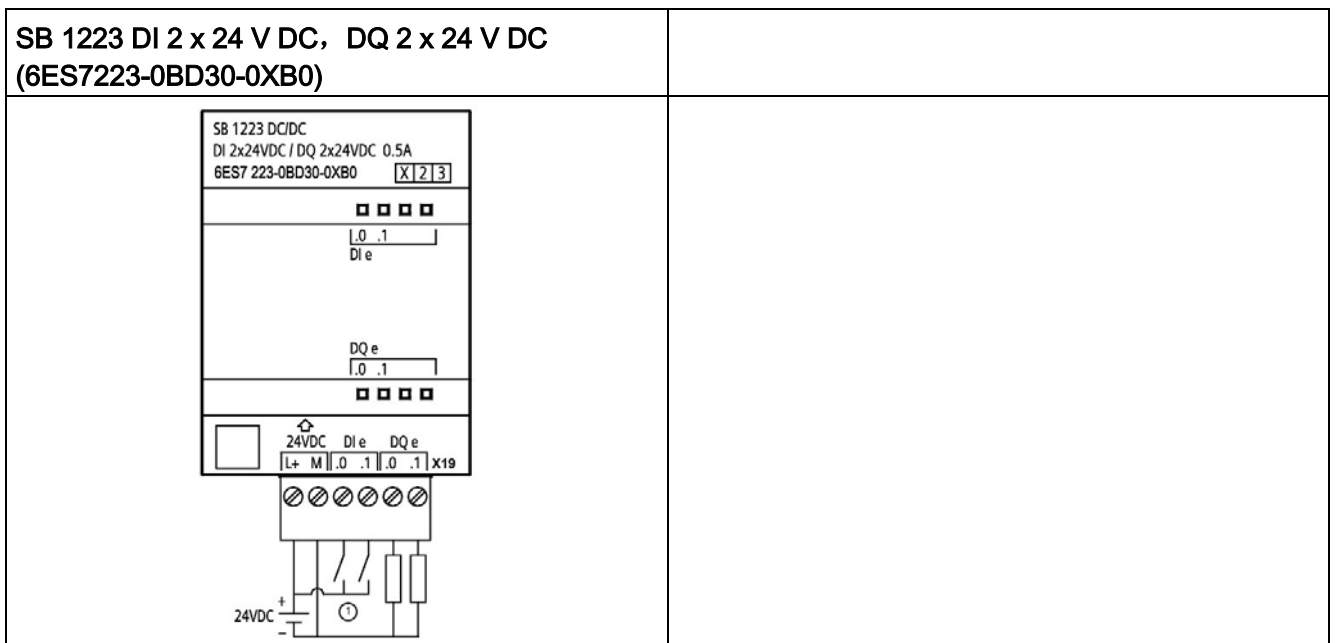 SB 1223 DI 2 x 24 V DC，DQ 2 x 24 V DC
(6ES7223-0BD30-0XB0)
SB 1223 DC/DC
DI 2x24VDC / DQ 2x24VDC 0.5A
6ES7 223-0BD30-0XB0 X 2 3
.0 .1
DI e
DQ e
.0 .1
24VDC DI e DQ e
L+ M .0 .1 .0 .1 X19
+
24VDC
①
−